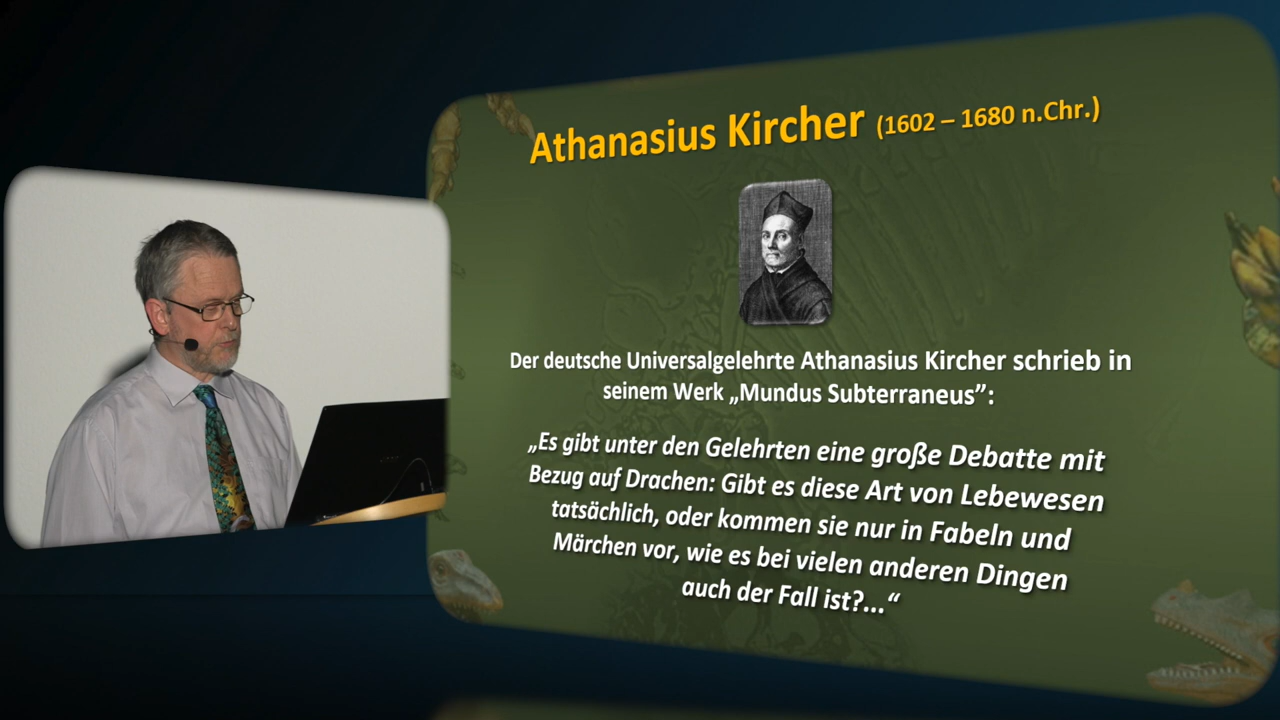 Athanasius Kircher (1602 – 1680 n.Chr.)
Der deutsche Universalgelehrte Athanasius Kircher schrieb in
seinem Werk „Mundus Subterraneus”:
„Es gibt unter den Gelehrten eine große Debatte mit
Bezug auf Drachen: Gibt es diese Art von Lebewesen
tatsächlich, oder kommen sie nur in Fabeln und
Märchen vor, wie es bei vielen anderen Dingen
auch der Fall ist?...“